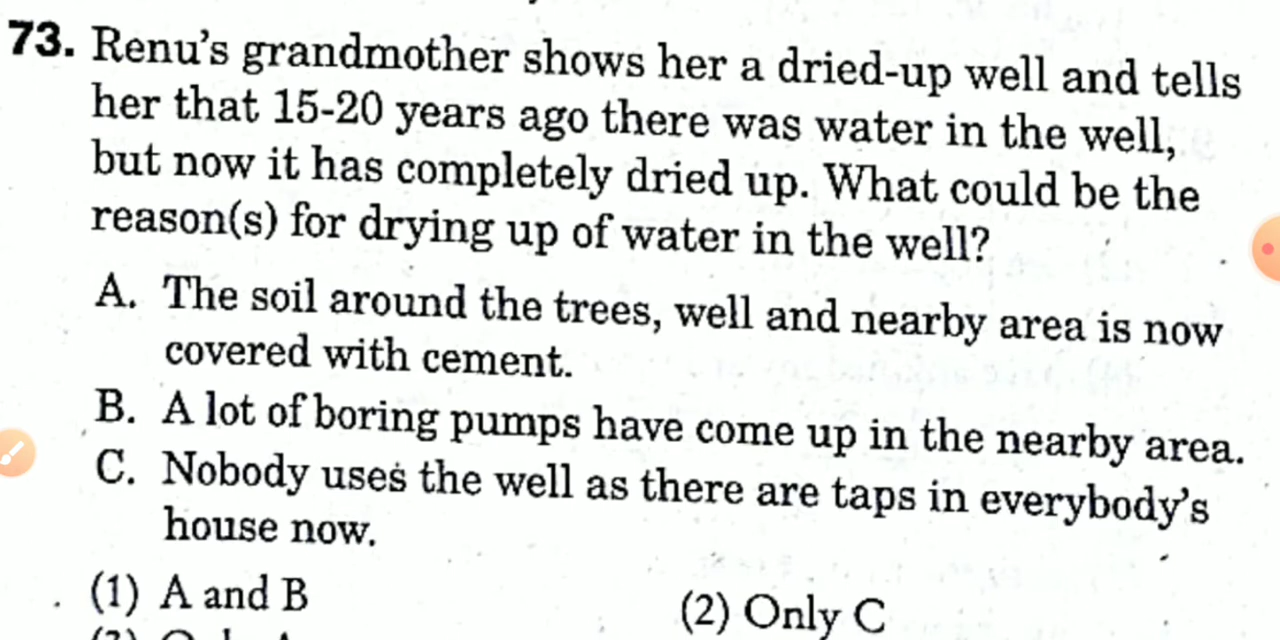 73. Renu's grandmother shows her a dried-up well and tells
her that 15-20 years ago there was water in the well,
but now it has completely dried up. What could be the
reason(s) for drying up of water in the well?
A. The soil around the trees, well and nearby area is now
covered with cement.
B. A lot of boring pumps have come up in the nearby area.
C. Nobody uses the well as there are taps in everybody's
house now.
(1) A and B (2) Only C